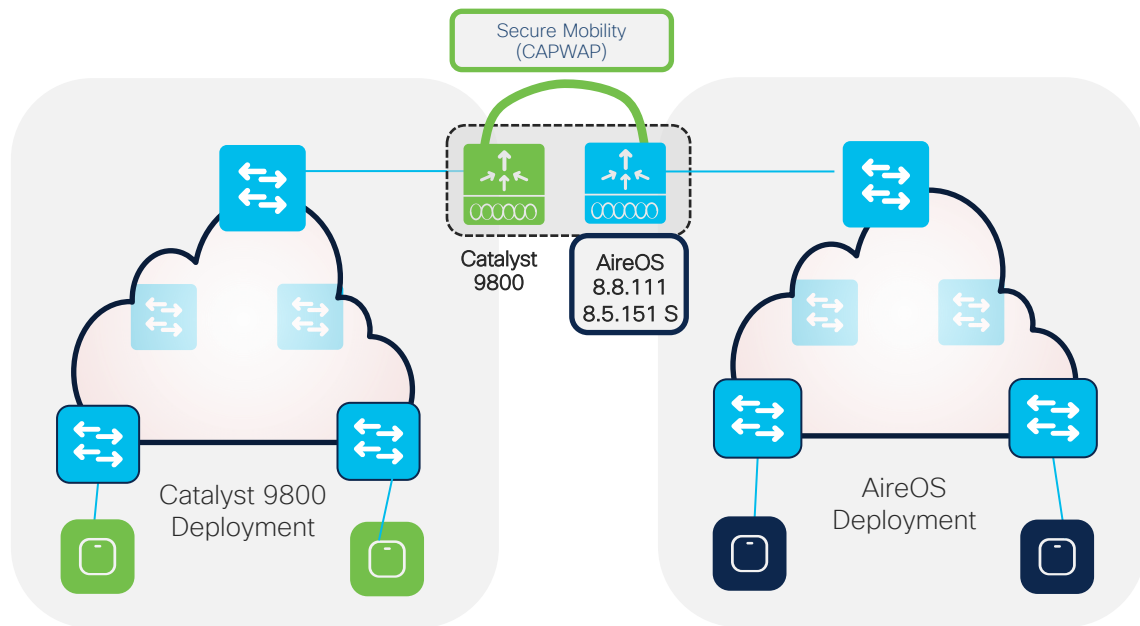 Secure Mobility
(CAPWAP)
Catalyst
9800
AireOS
8.8.111
8.5.151 S
Catalyst 9800
Deployment
AireOS
Deployment